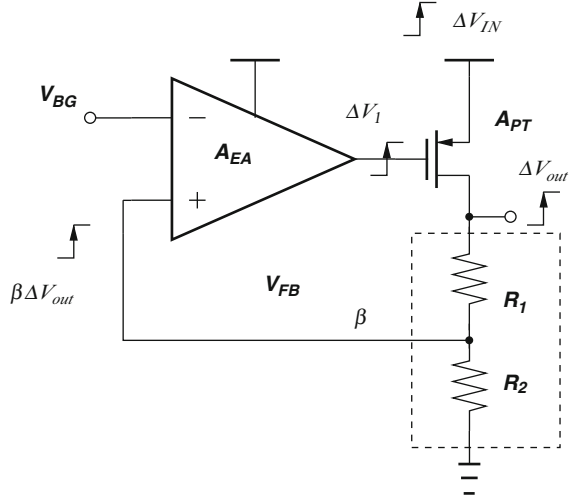 ΔV_IN
V_BG
−
A_EA
ΔV_1
A_PT
ΔV_out
+
βΔV_out
V_FB
R_1
β
R_2